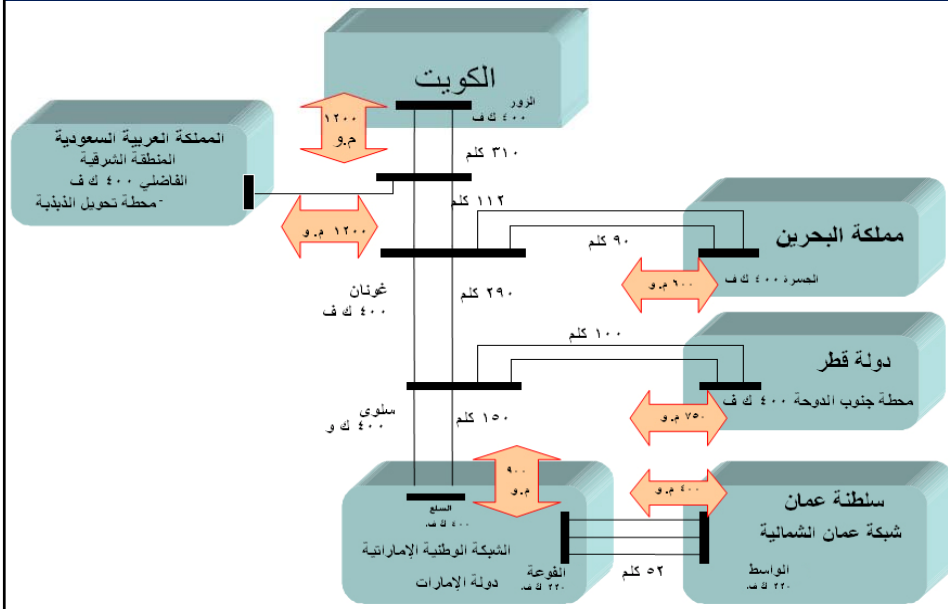 الكويت
الزور
٤٠٠ ك ف
١٢٠٠
م.و
٣١٠ كلم
المملكة العربية السعودية
المنطقة الشرقية
الفاضلي ٤٠٠ ك ف
محطة تحويل الذبذبة-
١١٢ كلم
١٢٠٠ م.و
مملكة البحرين
٩٠ كلم
الجسرة ٤٠٠ ك ف
٦٠٠ م.و
غونان
٤٠٠ ك ف
٢٩٠ كلم
١٠٠ كلم
دولة قطر
محطة جنوب الدوحة ٤٠٠ ك ف
٧٥٠ م.و
سلوى
٤٠٠ ك و
١٥٠ كلم
٩٠٠
م.و
السلع
٤٠٠ ك ف.
الشبكة الوطنية الإماراتية
دولة الإمارات
الفوعة
٢٢٠ ك ف.
٥٢ كلم
٤٠٠ م.و
سلطنة عمان
شبكة عمان الشمالية
الواسط
٢٢٠ ك ف.